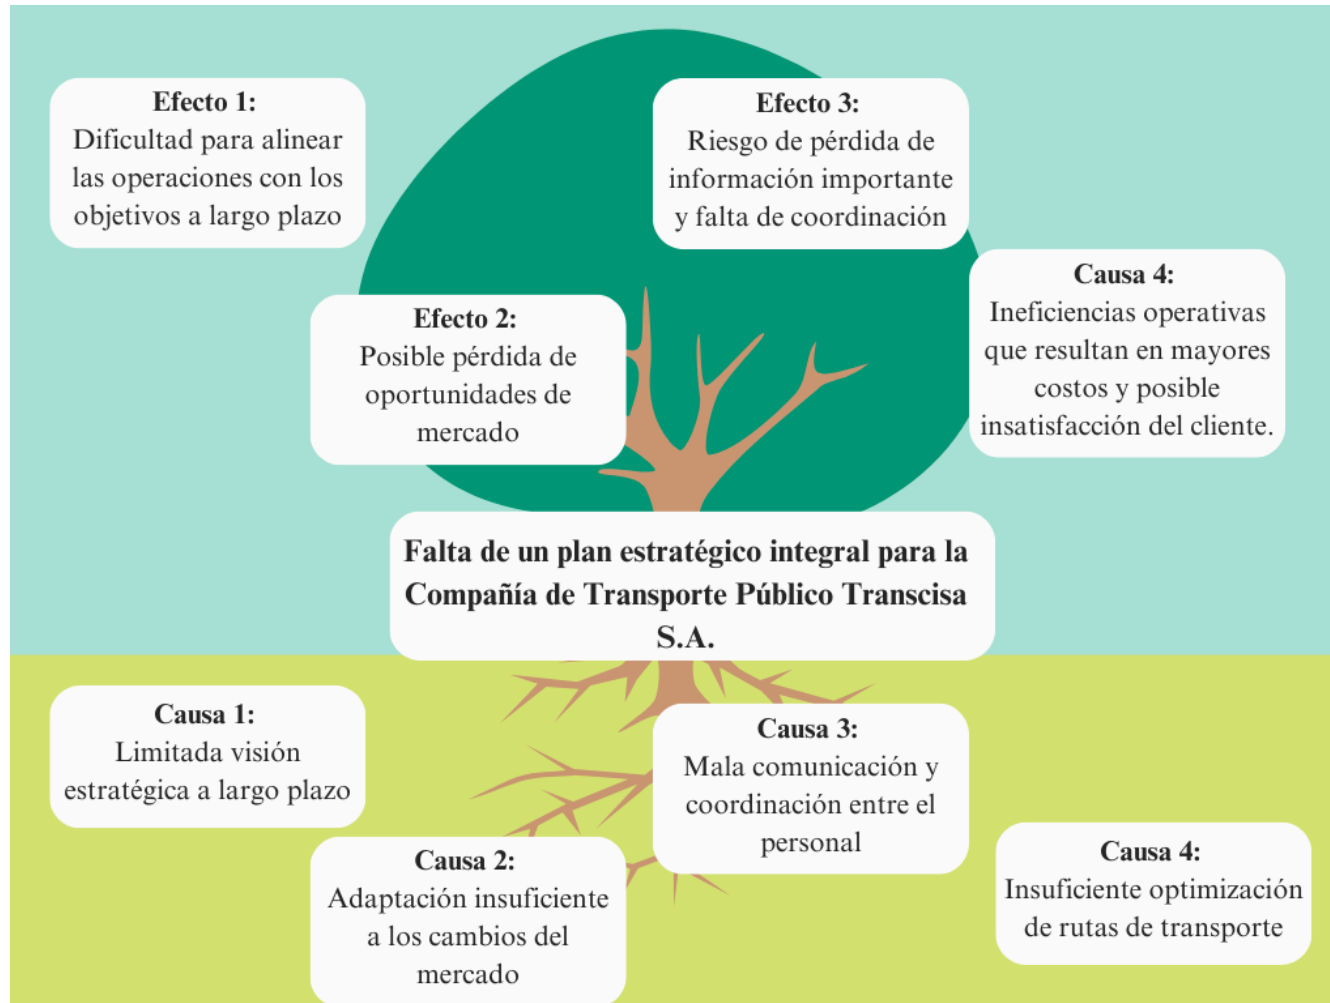 Efecto 1:
Dificultad para alinear
las operaciones con los
objetivos a largo plazo
Efecto 3:
Riesgo de pérdida de
información importante
y falta de coordinación
Efecto 2:
Posible pérdida de
oportunidades de
mercado
Causa 4:
Ineficiencias operativas
que resultan en mayores
costos y posible
insatisfacción del cliente.
Falta de un plan estratégico integral para la
Compañía de Transporte Público Transcisa
S.A.
Causa 1:
Limitada visión
estratégica a largo plazo
Causa 3:
Mala comunicación y
coordinación entre el
personal
Causa 2:
Adaptación insuficiente
a los cambios del
mercado
Causa 4:
Insuficiente optimización
de rutas de transporte